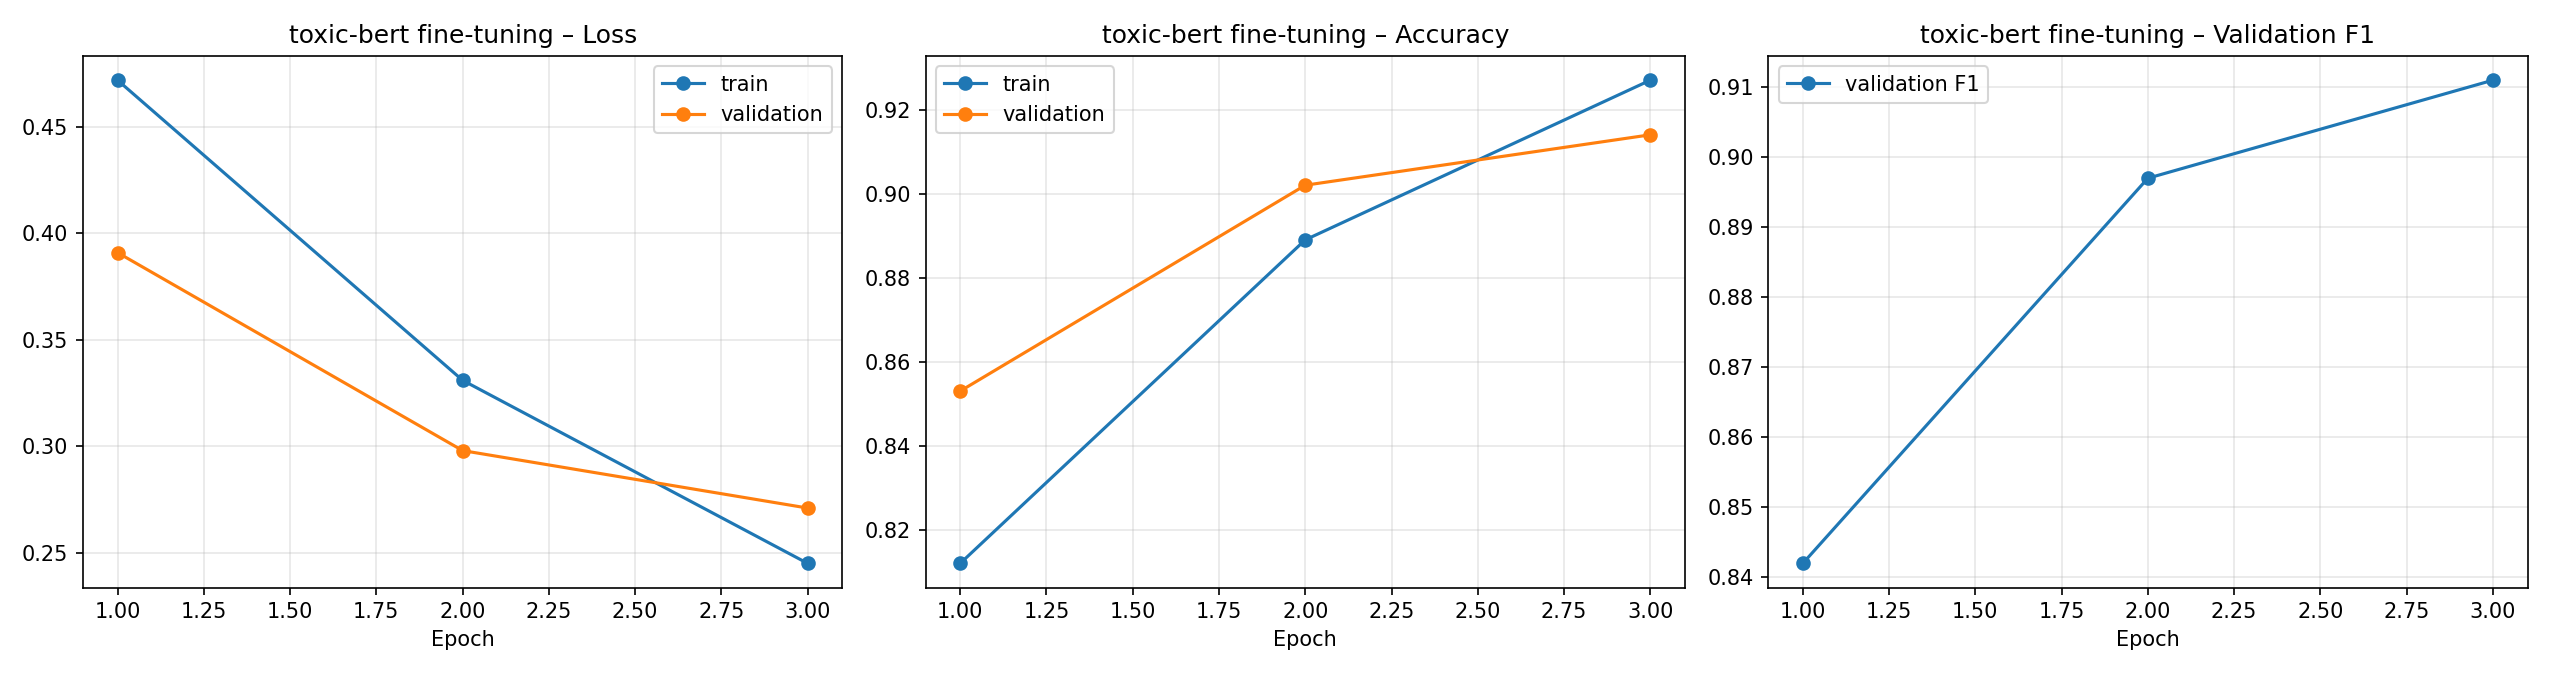 toxic-bert fine-tuning – Loss
train
validation
0.45
0.40
0.35
0.30
0.25
1.00 1.25 1.50 1.75 2.00 2.25 2.50 2.75 3.00
Epoch
toxic-bert fine-tuning – Accuracy
train
validation
0.92
0.90
0.88
0.86
0.84
0.82
1.00 1.25 1.50 1.75 2.00 2.25 2.50 2.75 3.00
Epoch
toxic-bert fine-tuning – Validation F1
validation F1
0.91
0.90
0.89
0.88
0.87
0.86
0.85
0.84
1.00 1.25 1.50 1.75 2.00 2.25 2.50 2.75 3.00
Epoch